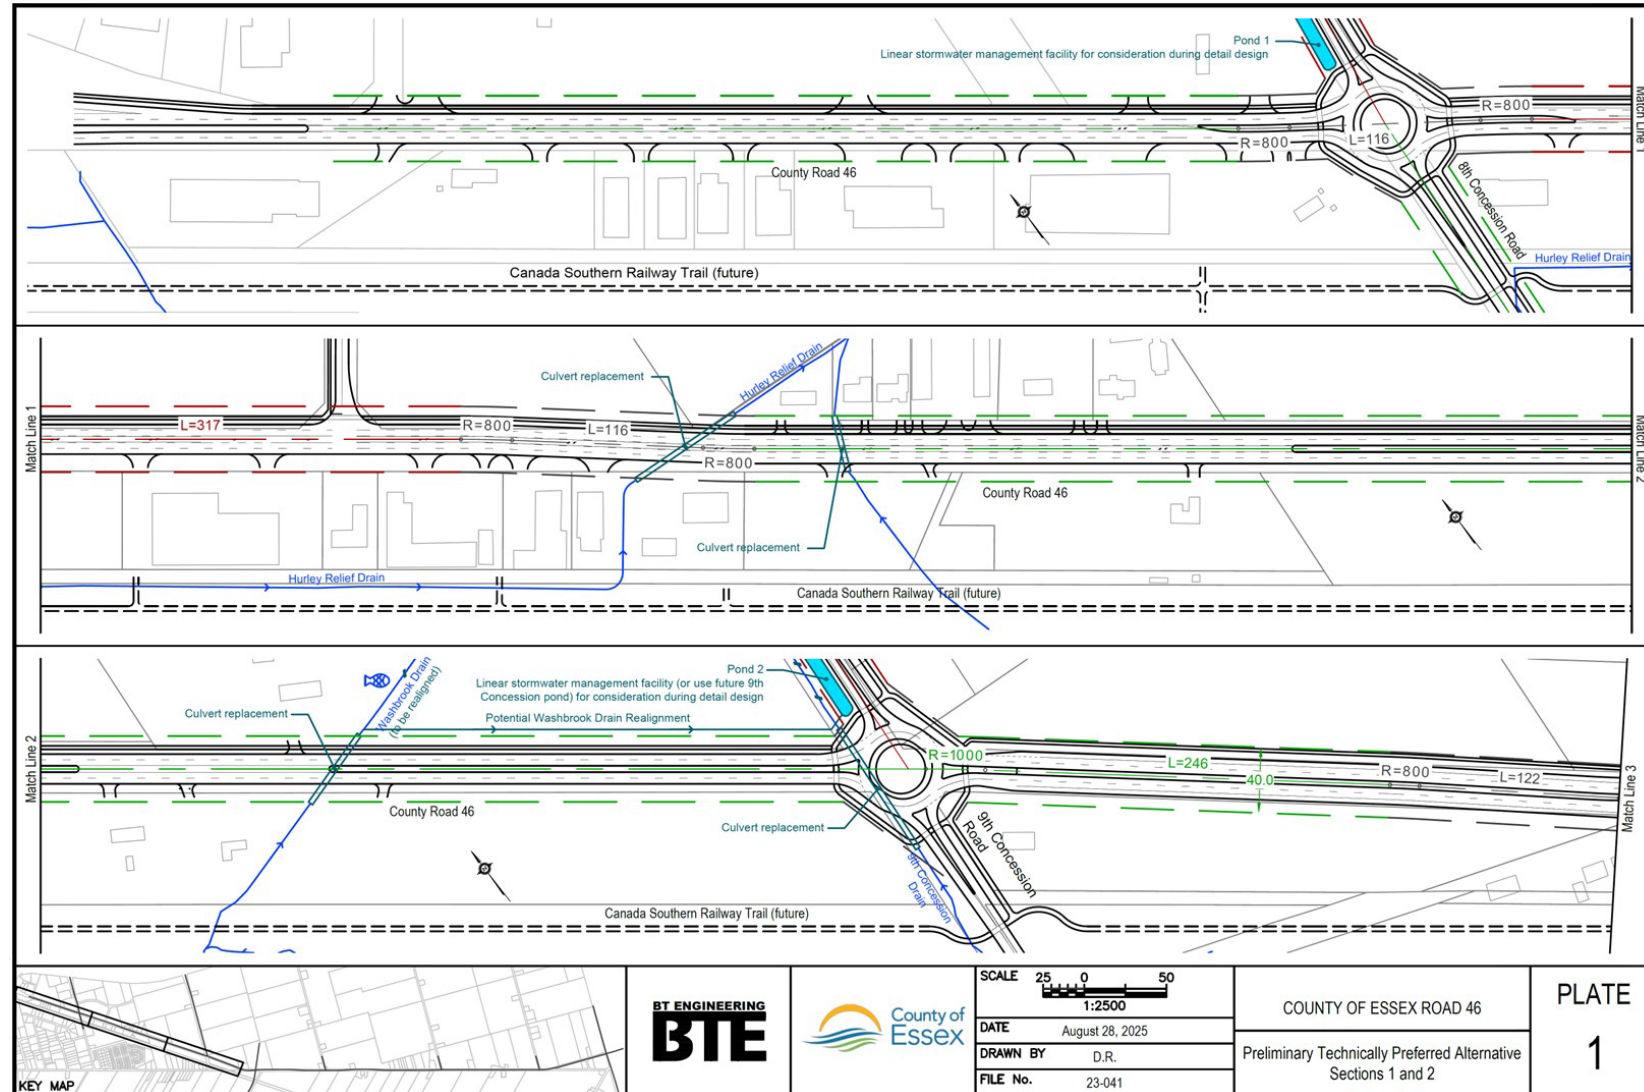 Pond 1
Linear stormwater management facility for consideration during detail design
R=800
Match Line 1
R=800
L=116
County Road 46
8th Concession Road
Hurley Relief Drain
Canada Southern Railway Trail (future)
Match Line 1
Culvert replacement
Hurley Relief Drain
L=317
R=800
L=116
R=800
Match Line 2
County Road 46
Culvert replacement
Hurley Relief Drain
Canada Southern Railway Trail (future)
Match Line 2
Washbrook Drain
(to be realigned)
Pond 2
Linear stormwater management facility (or use future 9th
Concession pond) for consideration during detail design
Culvert replacement
Potential Washbrook Drain Realignment
R=1000
L=246
40.0
R=800
L=122
Match Line 3
County Road 46
Culvert replacement
9th Concession
Road
9th Concession
Drain
Canada Southern Railway Trail (future)
KEY MAP
BT ENGINEERING
BTE
County of
Essex
SCALE
25 0 50
1:2500
DATE August 28, 2025
DRAWN BY D.R.
FILE No. 23-041
COUNTY OF ESSEX ROAD 46
Preliminary Technically Preferred Alternative
Sections 1 and 2
PLATE
1